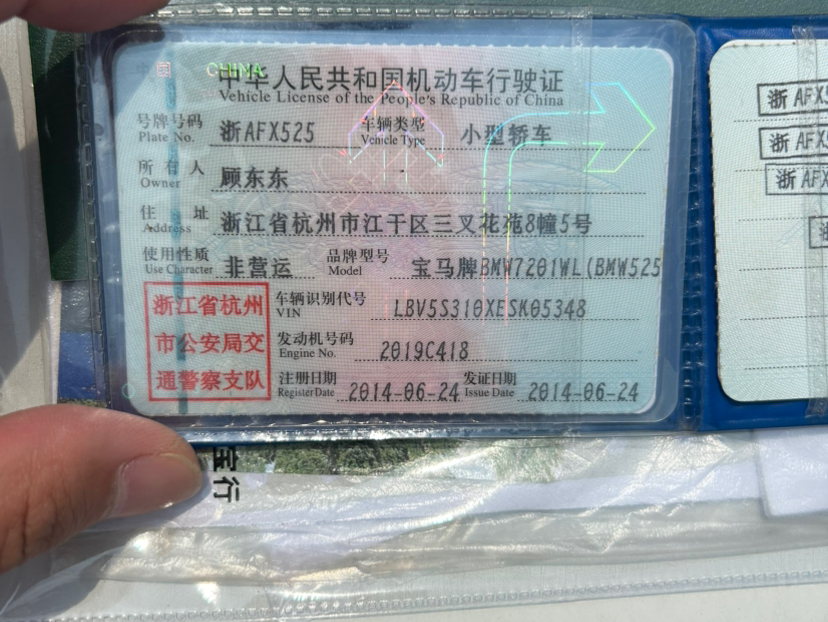 CHINA
中华人民共和国机动车行驶证
Vehicle License of the People's Republic of China
号牌号码 浙AFX525 车辆类型 小型轿车
Plate No. Vehicle Type
所有人 顾东东
Owner
住址 浙江省杭州市江干区三叉花苑8幢5号
Address
使用性质 非营运 品牌型号 宝马牌BMW7201WL(BMW525
Use Character Model
浙江省杭州
市公安局交
通警察支队
车辆识别代号 LBV5S310XESK05348
VIN
发动机号码 2019C418
Engine No.
注册日期 2014-06-24 发证日期 2014-06-24
Register Date Issue Date
浙AFX5
浙AFX5
浙AFX
浙
宝行